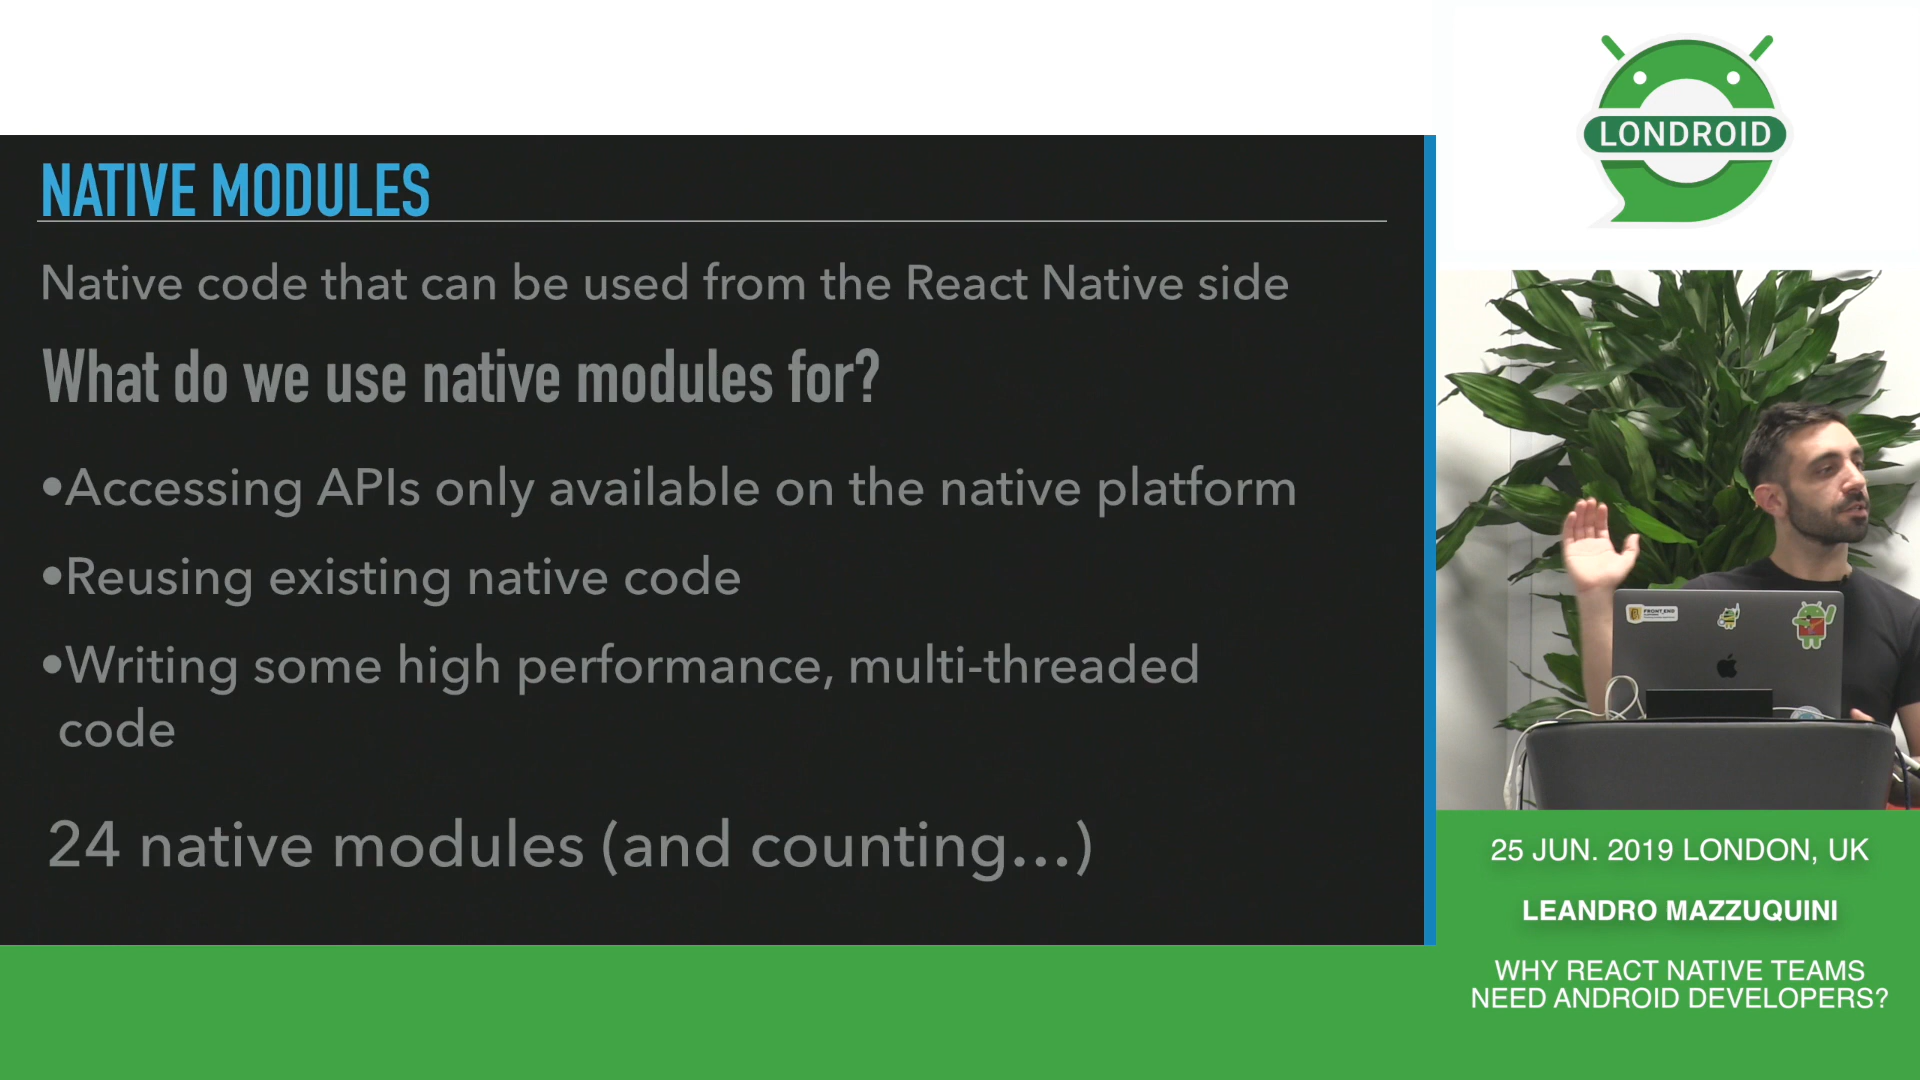 NATIVE MODULES
Native code that can be used from the React Native side
What do we use native modules for?
•Accessing APIs only available on the native platform
•Reusing existing native code
•Writing some high performance, multi-threaded
code
24 native modules (and counting...)
LONDROID
FRONT END
25 JUN. 2019 LONDON, UK
LEANDRO MAZZUQUINI
WHY REACT NATIVE TEAMS
NEED ANDROID DEVELOPERS?